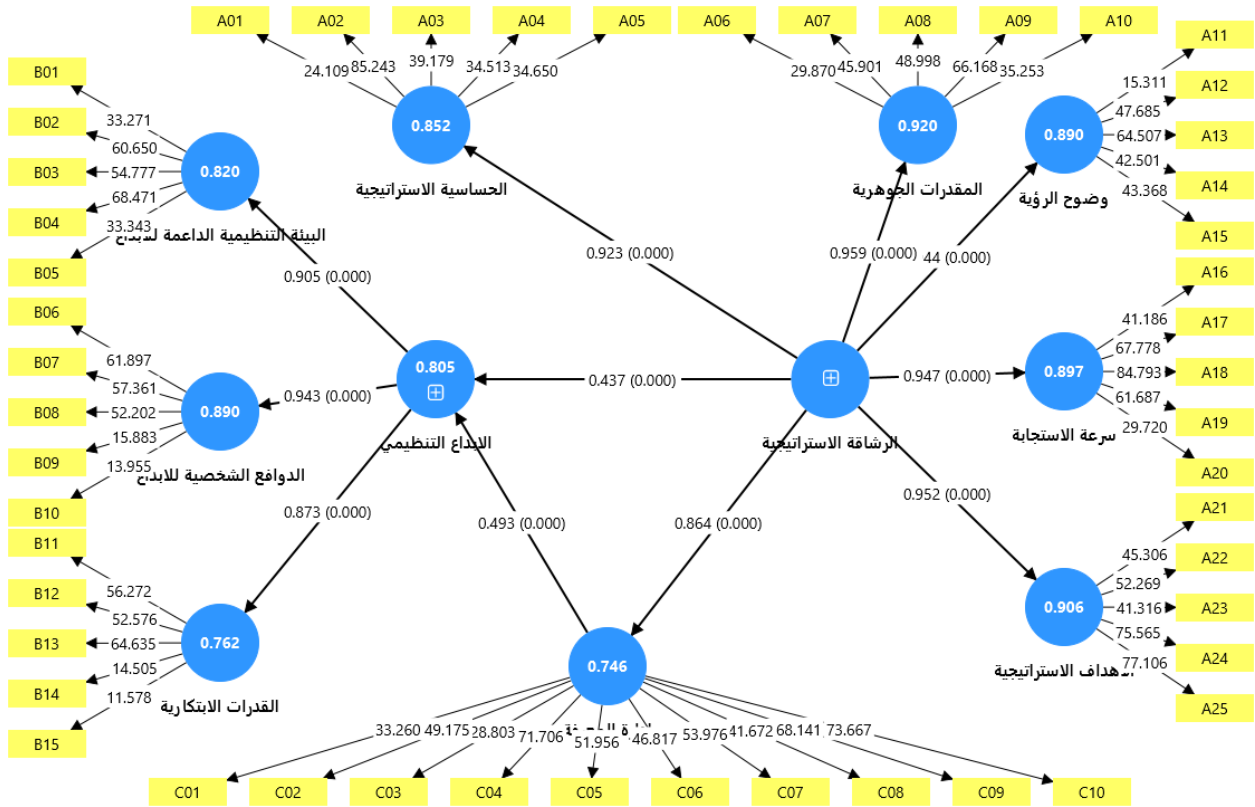 A01
A02
A03
A04
A05
A06
A07
A08
A09
A10
A11
24.109
85.243
39.179
34.513
34.650
29.870
45.901
48.998
66.168
35.253
15.311
A12
47.685
A13
64.507
A14
42.501
A15
43.368
B01
33.271
B02
60.650
B03
54.777
B04
68.471
B05
33.343
0.820
0.852
0.920
0.890
الحساسية الاستراتيجية
المقدرات الجوهرية
وضوح الرؤية
البيئة التنظيمية الداعمة
0.905 (0.000)
0.923 (0.000)
0.959 (0.000)
44 (0.000)
A16
41.186
A17
67.778
A18
84.793
A19
61.687
A20
29.720
B06
61.897
B07
57.361
B08
52.202
B09
15.883
B10
13.955
0.890
0.943 (0.000)
0.805
0.437 (0.000)
0.947 (0.000)
0.897
الابداع التنظيمي
الرشاقة الاستراتيجية
سرعة الاستجابة
الدوافع الشخصية
0.873 (0.000)
0.493 (0.000)
0.864 (0.000)
0.952 (0.000)
B11
56.272
B12
52.576
B13
64.635
B14
14.505
B15
11.578
0.762
القدرات الابتكارية
0.746
0.906
الاستراتيجية
A21
45.306
A22
52.269
A23
41.316
A24
75.565
A25
77.106
33.260
49.175
28.803
71.706
51.956
46.817
53.976
41.672
68.141
73.667
C01
C02
C03
C04
C05
C06
C07
C08
C09
C10